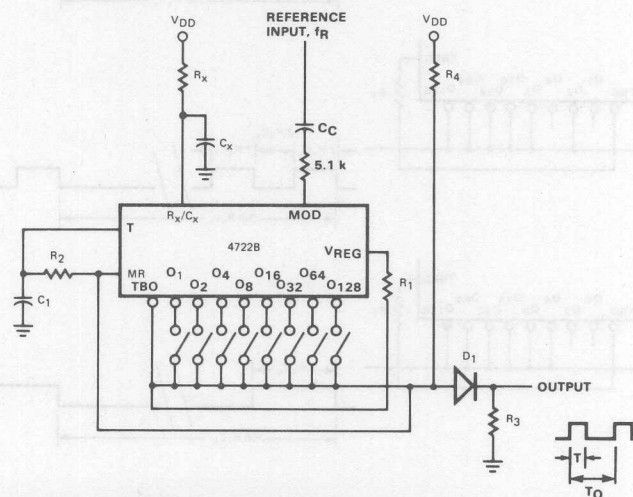 VDD
REFERENCE
INPUT, fR
VDD
Rx
R4
Cx
CC
5.1 k
Rx/Cx
MOD
T
4722B
VREG
R2
MR
O1
O4
O16
O64
R1
TBO
O2
O8
O32
O128
C1
D1
OUTPUT
R3
T
TO